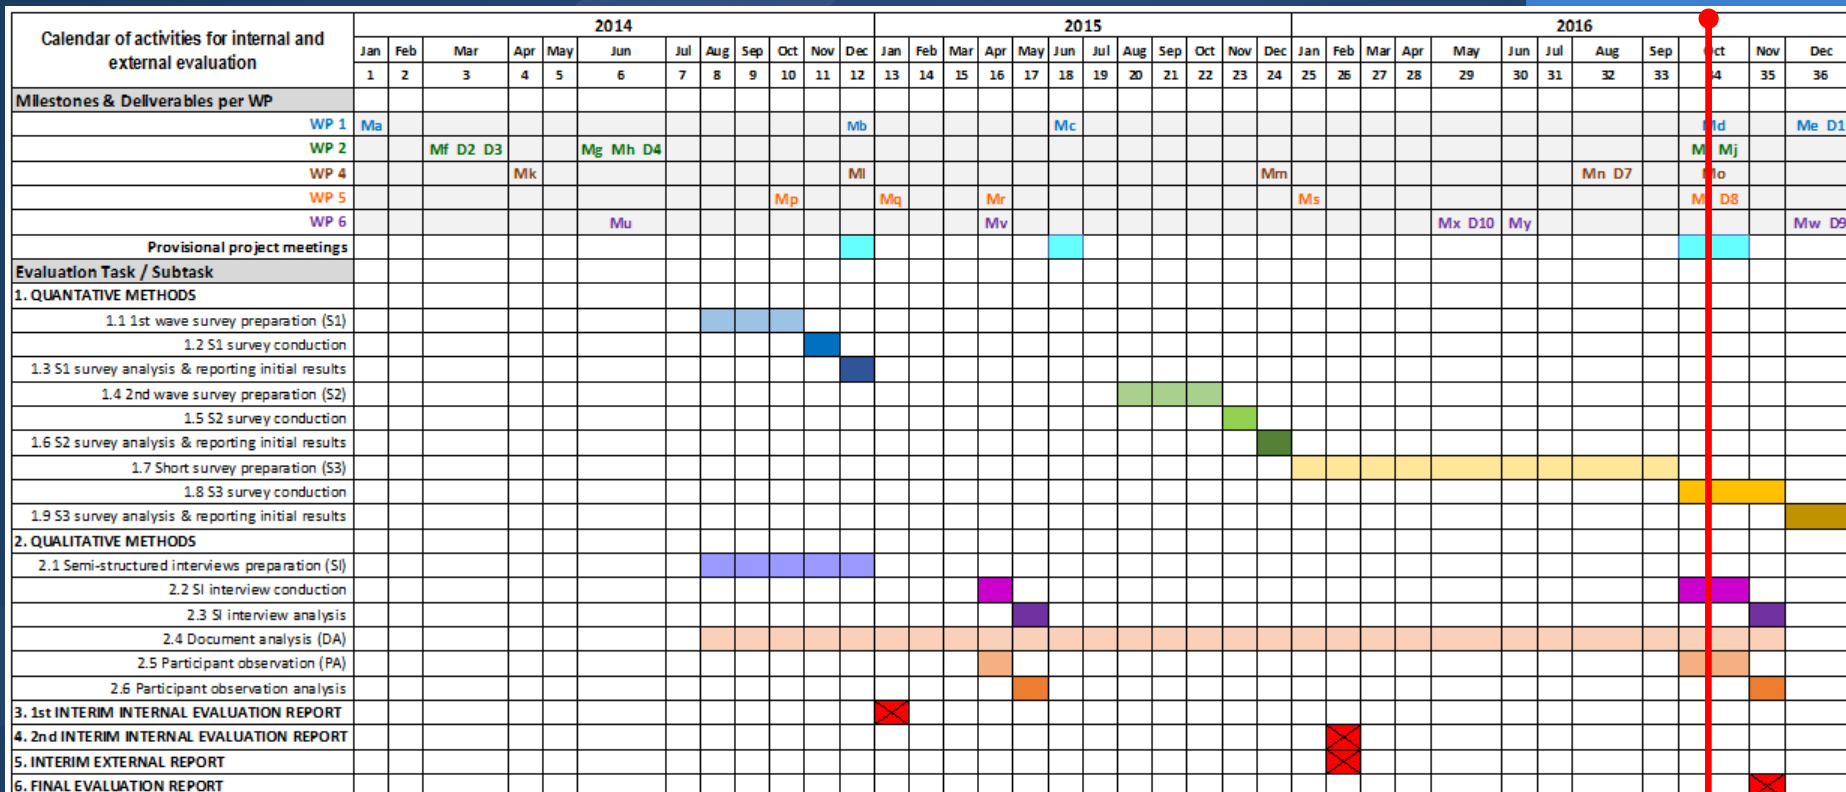 Calendar of activities for internal and external evaluation
2014 2015 2016
Jan Feb Mar Apr May Jun Jul Aug Sep Oct Nov Dec Jan Feb Mar Apr May Jun Jul Aug Sep Oct Nov Dec Jan Feb Mar Apr May Jun Jul Aug Sep Nov Dec
1 2 3 4 5 6 7 8 9 10 11 12 13 14 15 16 17 18 19 20 21 22 23 24 25 26 27 28 29 30 31 32 33 35 36
Milestones & Deliverables per WP
WP 1 Ma Mb Mc Md Me D1
WP 2 Mf D2 D3 Mg Mh D4 Mj
WP 4 Mk Ml Mm Mn D7 Mo
WP 5 Mp Mq Mr Ms D8
WP 6 Mu Mv Mx D10 My Mw D9
Provisional project meetings
Evaluation Task / Subtask
1. QUANTATIVE METHODS
1.1 1st wave survey preparation (S1)
1.2 S1 survey conduction
1.3 S1 survey analysis & reporting initial results
1.4 2nd wave survey preparation (S2)
1.5 S2 survey conduction
1.6 S2 survey analysis & reporting initial results
1.7 Short survey preparation (S3)
1.8 S3 survey conduction
1.9 S3 survey analysis & reporting initial results
2. QUALITATIVE METHODS
2.1 Semi-structured interviews preparation (SI)
2.2 SI interview conduction
2.3 SI interview analysis
2.4 Document analysis (DA)
2.5 Participant observation (PA)
2.6 Participant observation analysis
3. 1st INTERIM INTERNAL EVALUATION REPORT
4. 2nd INTERIM INTERNAL EVALUATION REPORT
5. INTERIM EXTERNAL REPORT
6. FINAL EVALUATION REPORT